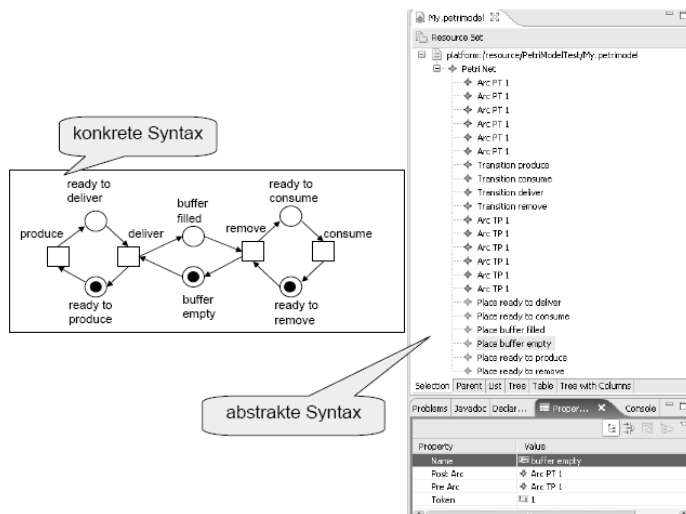 konkrete Syntax
ready to
deliver
buffer
filled
ready to
consume
produce
deliver
remove
consume
ready to
produce
buffer
empty
ready to
remove
abstrakte Syntax
My.petrimodel
Resource Set
platform:/resource/PetriModelTest/My.petrimodel
Petri Net
Arc PT 1
Arc PT 1
Arc PT 1
Arc PT 1
Arc PT 1
Arc PT 1
Transition produce
Transition consume
Transition deliver
Transition remove
Arc TP 1
Arc TP 1
Arc TP 1
Arc TP 1
Arc TP 1
Arc TP 1
Place ready to deliver
Place ready to consume
Place buffer filled
Place buffer empty
Place ready to produce
Place ready to remove
Selection Parent List Tree Table Tree with Columns
Problems Javadoc Declar... Proper... Console
Property Value
Name buffer empty
Post Arc Arc PT 1
Pre Arc Arc TP 1
Token 1